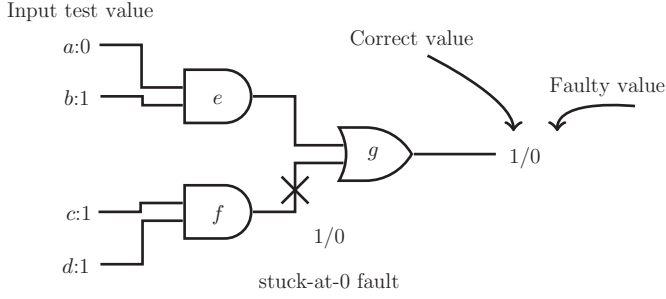 Input test value
a:0
Correct value
Faulty value
b:1
e
g
1/0
c:1
f
1/0
d:1
stuck-at-0 fault